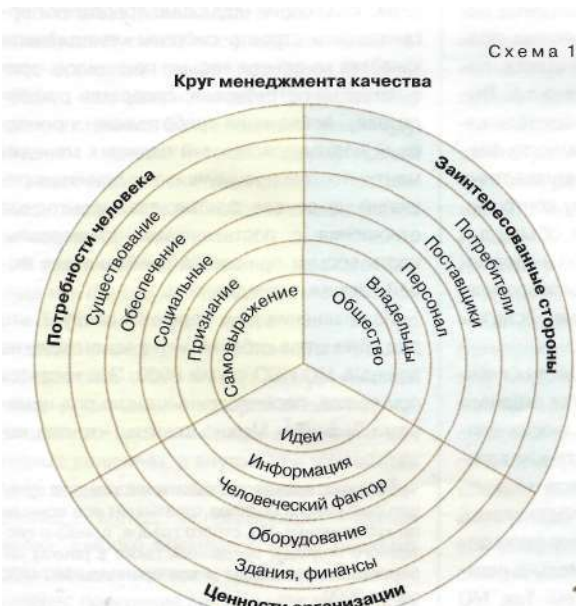 Схема 1
Круг менеджмента качества
Потребности человека
Существование
Обеспечение
Социальные
Признание
Самовыражение
Заинтересованные стороны
Потребители
Поставщики
Персонал
Владельцы
Общество
Идеи
Информация
Человеческий фактор
Оборудование
Здания, финансы
Ценности организации